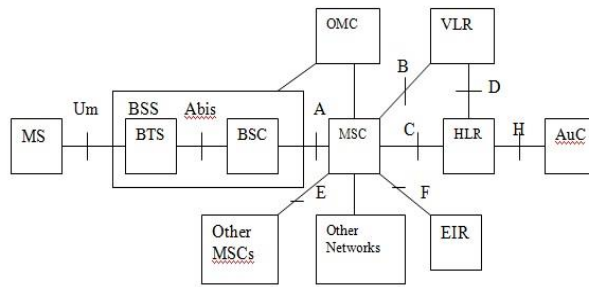 OMC
VLR
B
D
Um
BSS
Abis
A
MS
BTS
BSC
MSC
C
HLR
H
AuC
E
F
Other
MSCs
Other
Networks
EIR